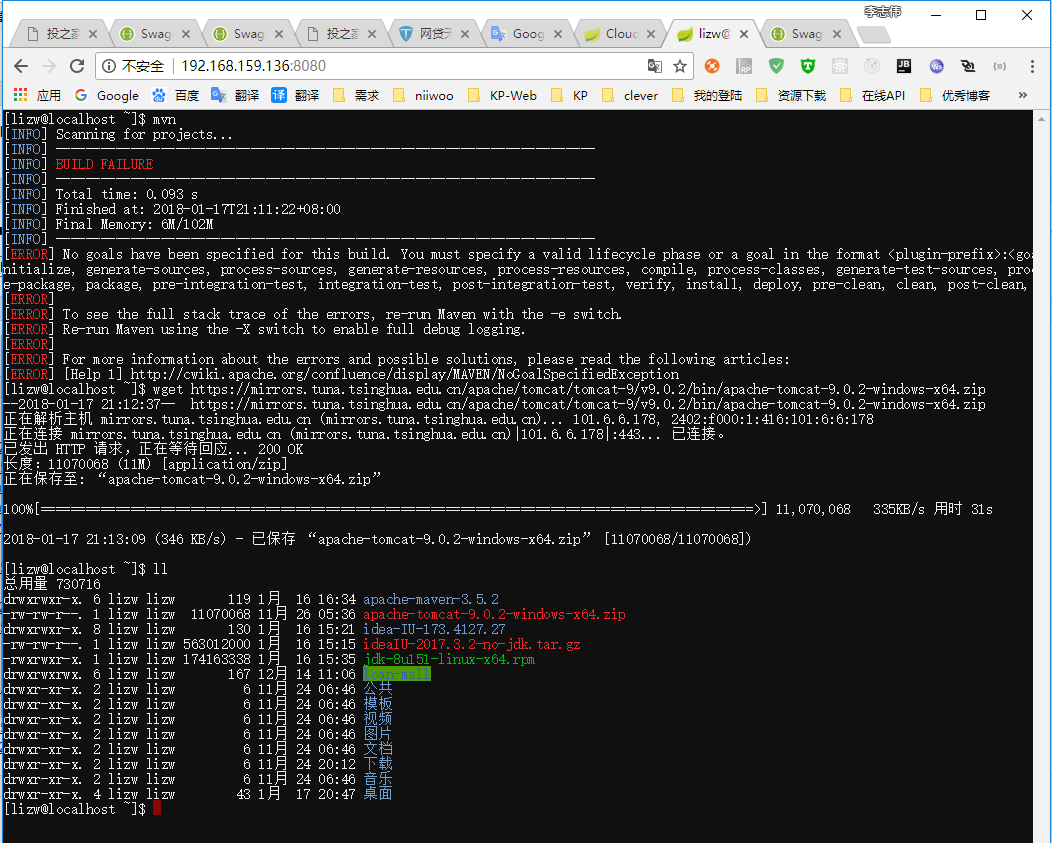 李志伟
投之家 Swag Swag 投之家 网贷天 Goog Cloud lizw@ Swag
不安全 192.168.159.136:8080
应用 Google 百度 翻译 翻译 需求 niiwoo KP-Web KP clever 我的登陆 资源下载 在线API 优秀博客 »
[lizw@localhost ~]$ mvn
[INFO] Scanning for projects...
[INFO] ------------------------------------------------------------------------
[INFO] BUILD FAILURE
[INFO] ------------------------------------------------------------------------
[INFO] Total time: 0.093 s
[INFO] Finished at: 2018-01-17T21:11:22+08:00
[INFO] Final Memory: 6M/102M
[INFO] ------------------------------------------------------------------------
[ERROR] No goals have been specified for this build. You must specify a valid lifecycle phase or a goal in the format <plugin-prefix>:<goa
nitialize, generate-sources, process-sources, generate-resources, process-resources, compile, process-classes, generate-test-sources, proc
e-package, package, pre-integration-test, integration-test, post-integration-test, verify, install, deploy, pre-clean, clean, post-clean,
[ERROR]
[ERROR] To see the full stack trace of the errors, re-run Maven with the -e switch.
[ERROR] Re-run Maven using the -X switch to enable full debug logging.
[ERROR]
[ERROR] For more information about the errors and possible solutions, please read the following articles:
[ERROR] [Help 1] http://cwiki.apache.org/confluence/display/MAVEN/NoGoalSpecifiedException
[lizw@localhost ~]$ wget https://mirrors.tuna.tsinghua.edu.cn/apache/tomcat/tomcat-9/v9.0.2/bin/apache-tomcat-9.0.2-windows-x64.zip
--2018-01-17 21:12:37-- https://mirrors.tuna.tsinghua.edu.cn/apache/tomcat/tomcat-9/v9.0.2/bin/apache-tomcat-9.0.2-windows-x64.zip
正在解析主机 mirrors.tuna.tsinghua.edu.cn (mirrors.tuna.tsinghua.edu.cn)... 101.6.6.178, 2402:f000:1:416:101:6:6:178
正在连接 mirrors.tuna.tsinghua.edu.cn (mirrors.tuna.tsinghua.edu.cn)|101.6.6.178|:443... 已连接。
已发出 HTTP 请求，正在等待回应... 200 OK
长度：11070068 (11M) [application/zip]
正在保存至: “apache-tomcat-9.0.2-windows-x64.zip”
100%[===============================================================================================>] 11,070,068 335KB/s 用时 31s
2018-01-17 21:13:09 (346 KB/s) - 已保存 “apache-tomcat-9.0.2-windows-x64.zip” [11070068/11070068])
[lizw@localhost ~]$ ll
总用量 730716
drwxrwxr-x. 6 lizw lizw 119 1月 16 16:34 apache-maven-3.5.2
-rw-rw-r--. 1 lizw lizw 11070068 11月 26 05:36 apache-tomcat-9.0.2-windows-x64.zip
drwxrwxr-x. 8 lizw lizw 130 1月 16 15:21 idea-IU-173.4127.27
-rw-rw-r--. 1 lizw lizw 563012000 1月 16 15:15 ideaIU-2017.3.2-no-jdk.tar.gz
-rwxrwxr-x. 1 lizw lizw 174163338 1月 16 15:35 jdk-8u151-linux-x64.rpm
drwxrwxrwx. 6 lizw lizw 167 12月 14 11:06
drwxr-xr-x. 2 lizw lizw 6 11月 24 06:46 公共
drwxr-xr-x. 2 lizw lizw 6 11月 24 06:46 模板
drwxr-xr-x. 2 lizw lizw 6 11月 24 06:46 视频
drwxr-xr-x. 2 lizw lizw 6 11月 24 06:46 图片
drwxr-xr-x. 2 lizw lizw 6 11月 24 06:46 文档
drwxr-xr-x. 2 lizw lizw 6 11月 24 20:12 下载
drwxr-xr-x. 2 lizw lizw 6 11月 24 06:46 音乐
drwxr-xr-x. 4 lizw lizw 43 1月 17 20:47 桌面
[lizw@localhost ~]$